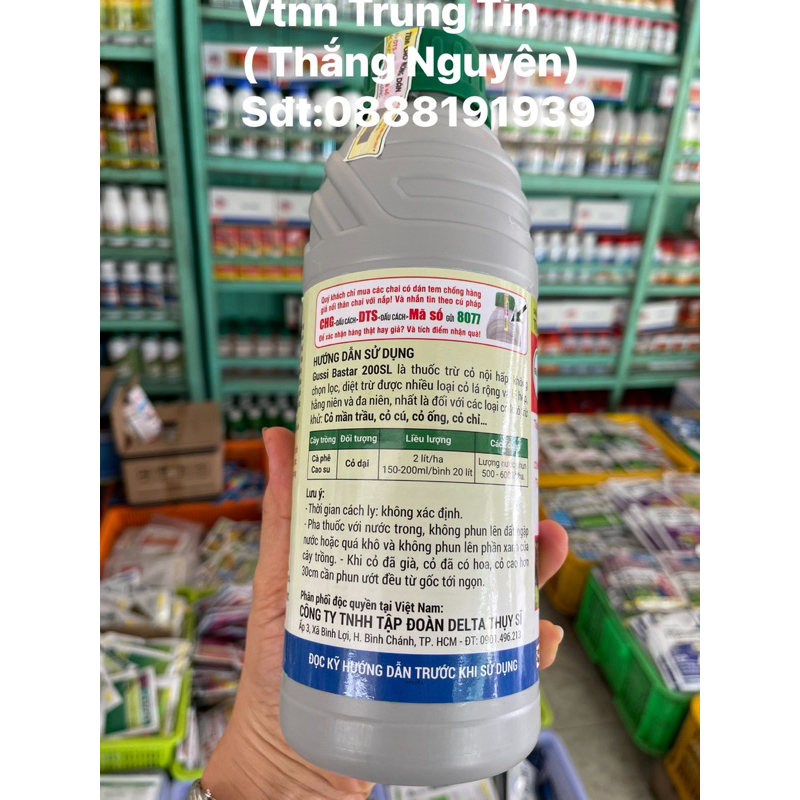 Vtnn Trung Tin
( Thắng Nguyên)
Sđt:0888191939
Quý khách chỉ mua các chai có dán tem chống hàng
giả nối thân chai với nắp! Và nhắn tin theo cú pháp
CHG-DẤU CÁCH-DTS-DẤU CÁCH-Mã số gửi 8077
Để xác nhận hàng thật hay giả? Và tích điểm nhận quà!
HƯỚNG DẪN SỬ DỤNG
Gussi Bastar 200SL là thuốc trừ cỏ nội hấp, không
chọn lọc, diệt trừ được nhiều loại cỏ lá rộng và
hàng niên và đa niên, nhất là đối với các loại cỏ
khử: Cỏ mần trầu, cỏ cú, cỏ ống, cỏ chỉ...
Cây trồng Đối tượng Liều lượng Cách
Cà phê Cao su Cỏ dại 2 lít/ha 150-200ml/bình 20 lít Lượng nước phun 500 - 600
Lưu ý:
- Thời gian cách ly: không xác định.
- Pha thuốc với nước trong, không phun lên đất ngập
nước hoặc quá khô và không phun lên phần xanh của
cây trồng. - Khi cỏ đã già, cỏ đã có hoa, cỏ cao hơn
30cm cần phun ướt đều từ gốc tới ngọn.
Phân phối độc quyền tại Việt Nam:
CÔNG TY TNHH TẬP ĐOÀN DELTA THỤY SĨ
Ấp 3, Xã Bình Lợi, H. Bình Chánh, TP. HCM - ĐT: 0901.496.213
ĐỌC KỸ HƯỚNG DẪN TRƯỚC KHI SỬ DỤNG